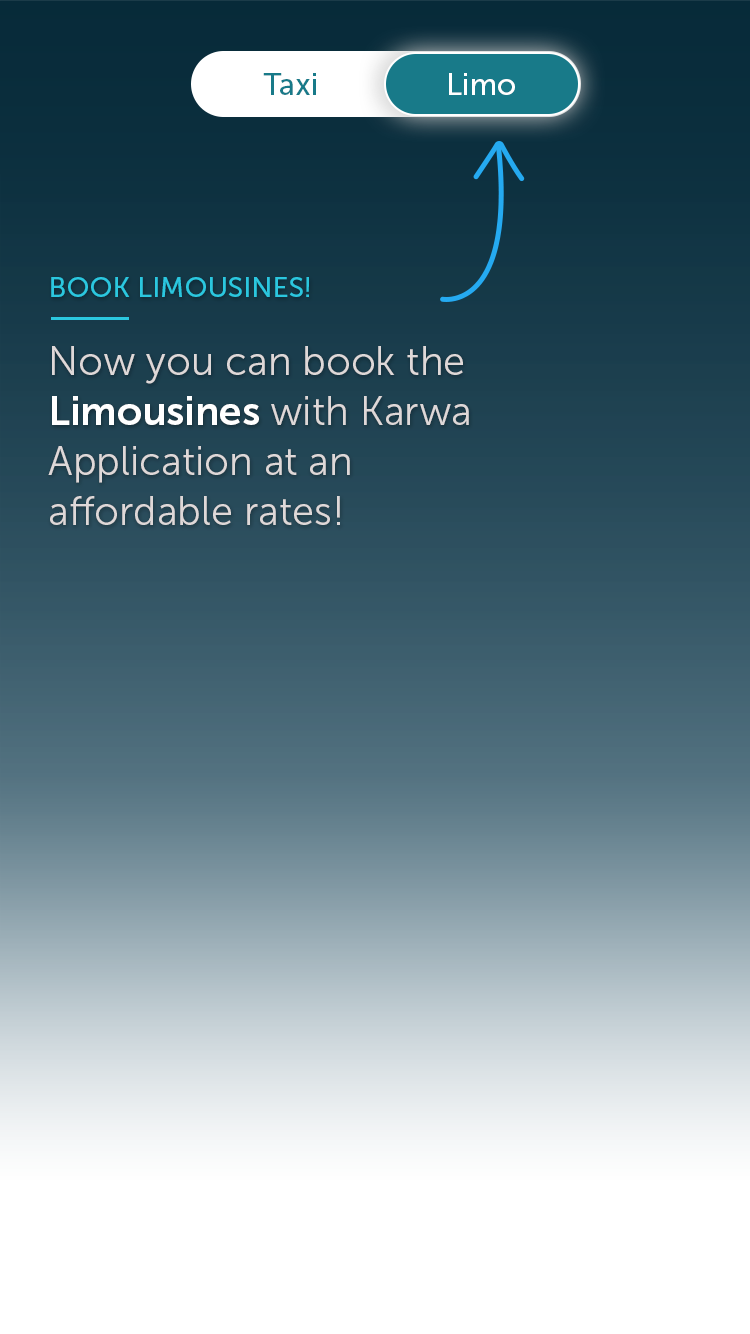 Taxi Limo
BOOK LIMOUSINES!
Now you can book the
Limousines with Karwa
Application at an
affordable rates!